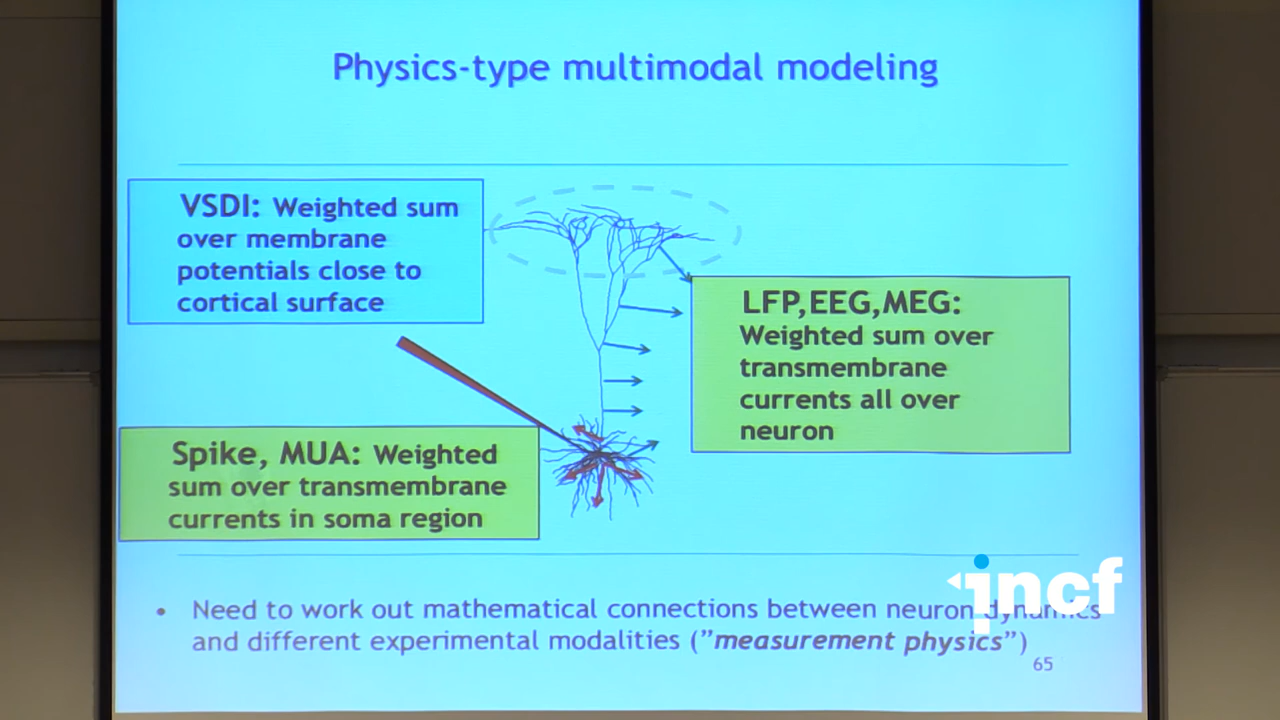 Physics-type multimodal modeling
VSDI: Weighted sum
over membrane
potentials close to
cortical surface
LFP,EEG,MEG:
Weighted sum over
transmembrane
currents all over
neuron
Spike, MUA: Weighted
sum over transmembrane
currents in soma region
incf
• Need to work out mathematical connections between neuron dynamics
and different experimental modalities (”measurement physics”)
65